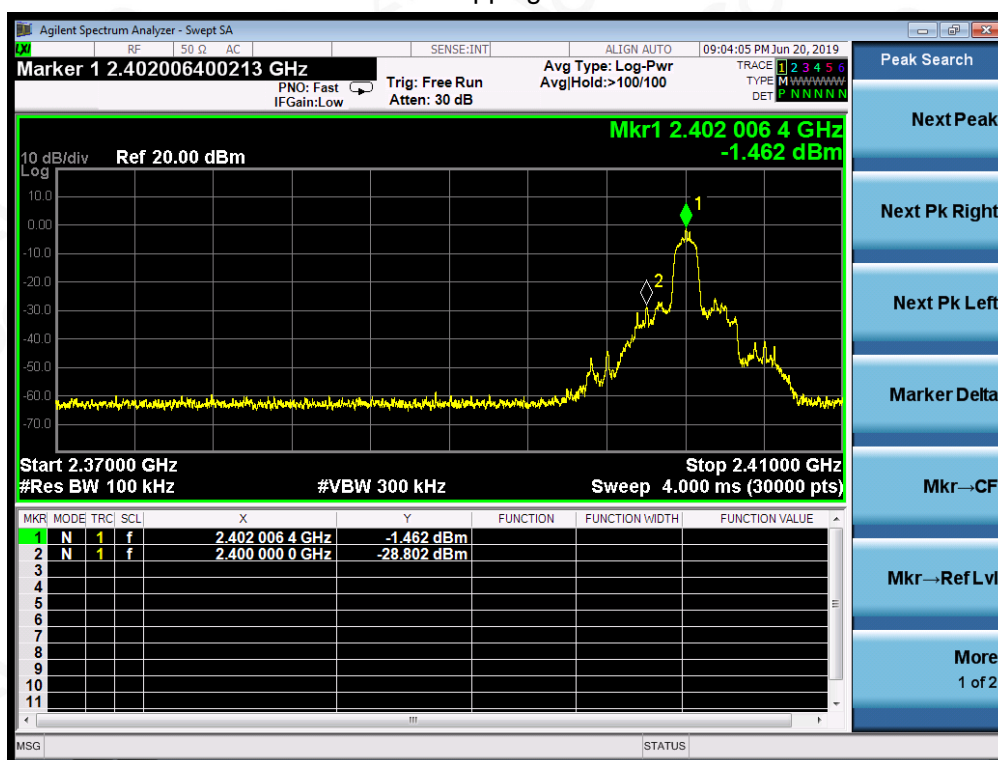 Agilent Spectrum Analyzer - Swept SA
LXI RF 50 Ω AC SENSE:INT ALIGN AUTO 09:04:05 PM Jun 20, 2019
Marker 1 2.402006400213 GHz
PNO: Fast
IFGain:Low
Trig: Free Run
Atten: 30 dB
Avg Type: Log-Pwr
Avg|Hold:>100/100
TRACE 1 2 3 4 5 6
TYPE M WWWWW
DET P N N N N N
Mkr1 2.402 006 4 GHz
-1.462 dBm
10 dB/div Ref 20.00 dBm
Log
10.0
0.00
-10.0
-20.0
-30.0
-40.0
-50.0
-60.0
-70.0
1
2
Start 2.37000 GHz Stop 2.41000 GHz
#Res BW 100 kHz #VBW 300 kHz Sweep 4.000 ms (30000 pts)
MKR MODE TRC SCL X Y FUNCTION FUNCTION WIDTH FUNCTION VALUE
1 N 1 f 2.402 006 4 GHz -1.462 dBm
2 N 1 f 2.400 000 0 GHz -28.802 dBm
3
4
5
6
7
8
9
10
11
MSG STATUS
Peak Search
Next Peak
Next Pk Right
Next Pk Left
Marker Delta
Mkr→CF
Mkr→Ref Lvl
More
1 of 2